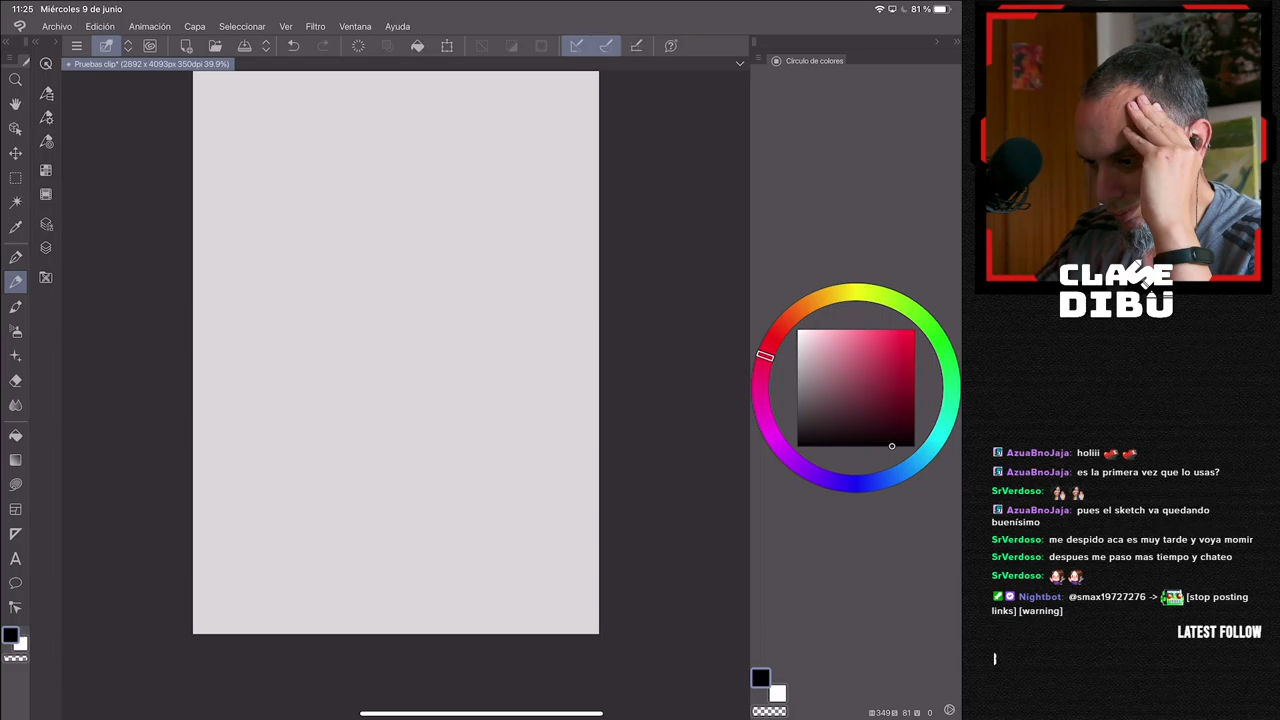 11:25 Miércoles 9 de junio
81 %
Archivo Edición Animación Capa Seleccionar Ver Filtro Ventana Ayuda
Pruebas clip* (2892 x 4093px 350dpi 39.9%)
Círculo de colores
CLASE
DIBU
AzuaBnoJaja: holiii
AzuaBnoJaja: es la primera vez que lo usas?
SrVerdoso:
AzuaBnoJaja: pues el sketch va quedando
buenísimo
SrVerdoso: me despido aca es muy tarde y voya momir
SrVerdoso: despues me paso mas tiempo y chateo
SrVerdoso:
Nightbot: @smax19727276 -> [stop posting
links] [warning]
LATEST FOLLOW
349 81 0